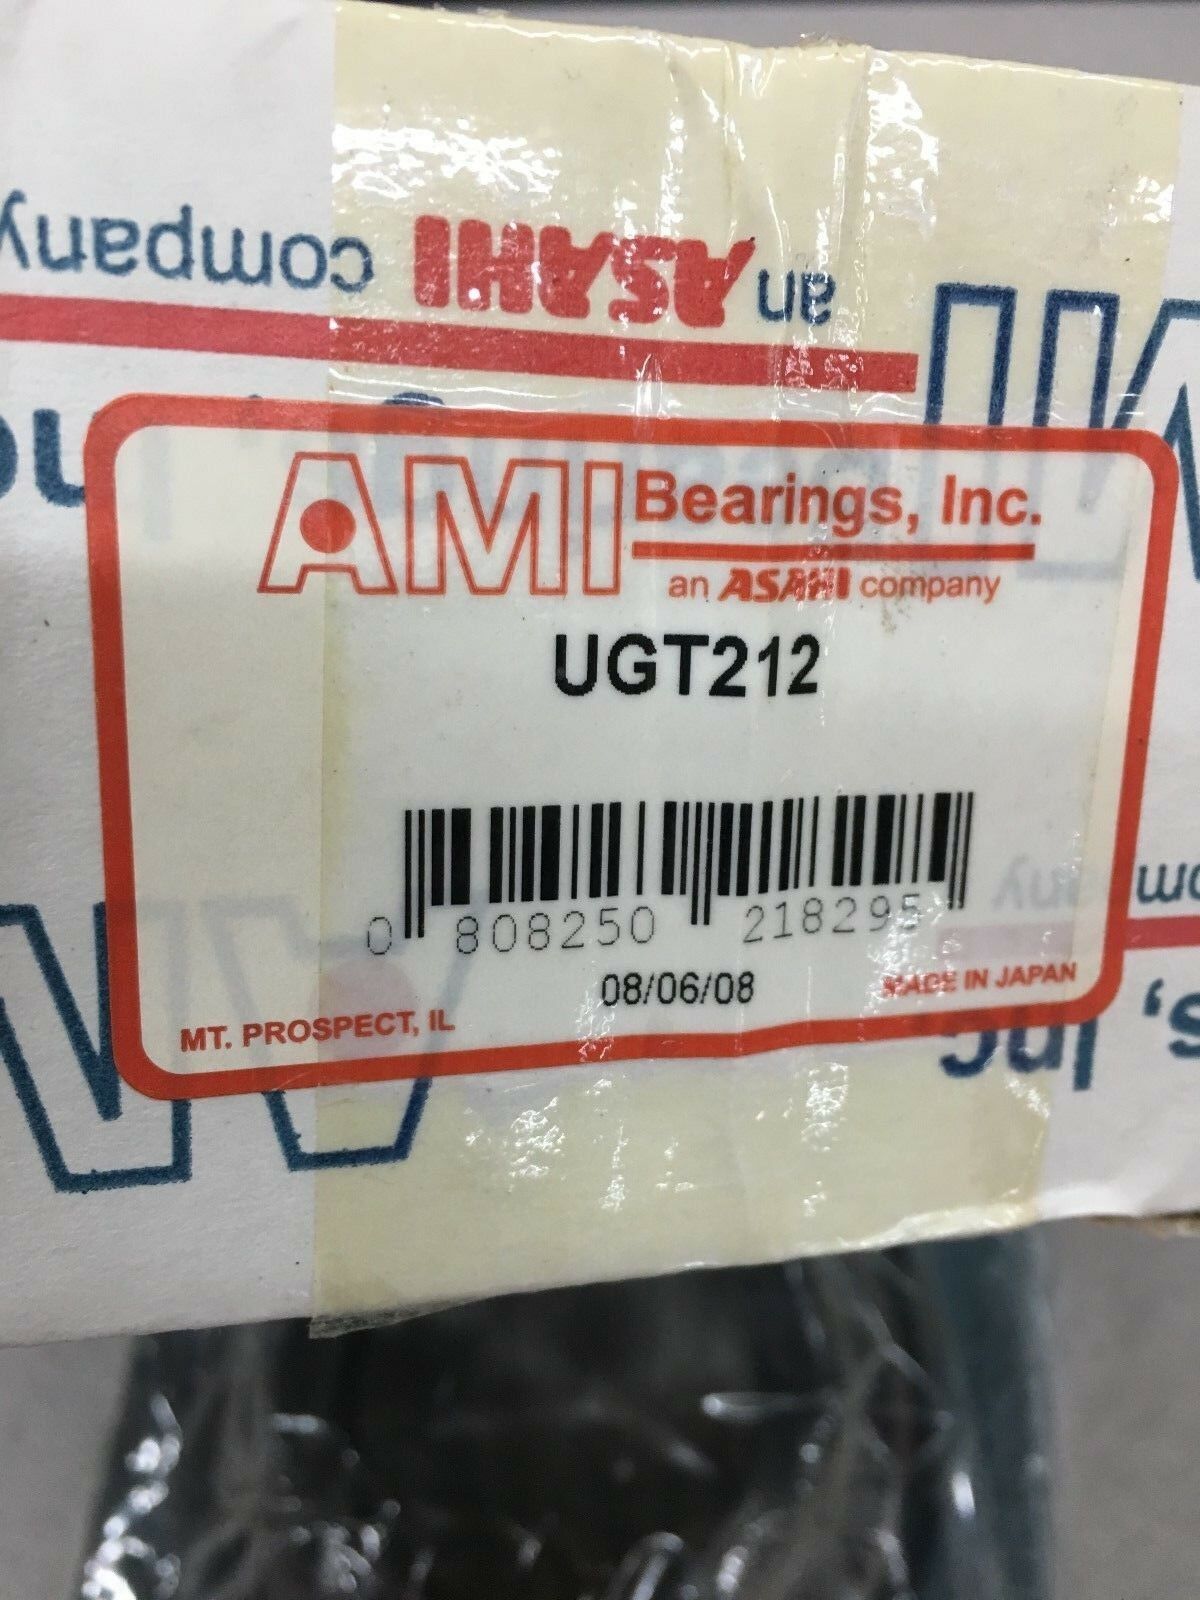 an ASAHI company
AMI Bearings, Inc.
an ASAHI company
UGT212
0 808250 218295
08/06/08
MT. PROSPECT, IL
MADE IN JAPAN
s, Inc